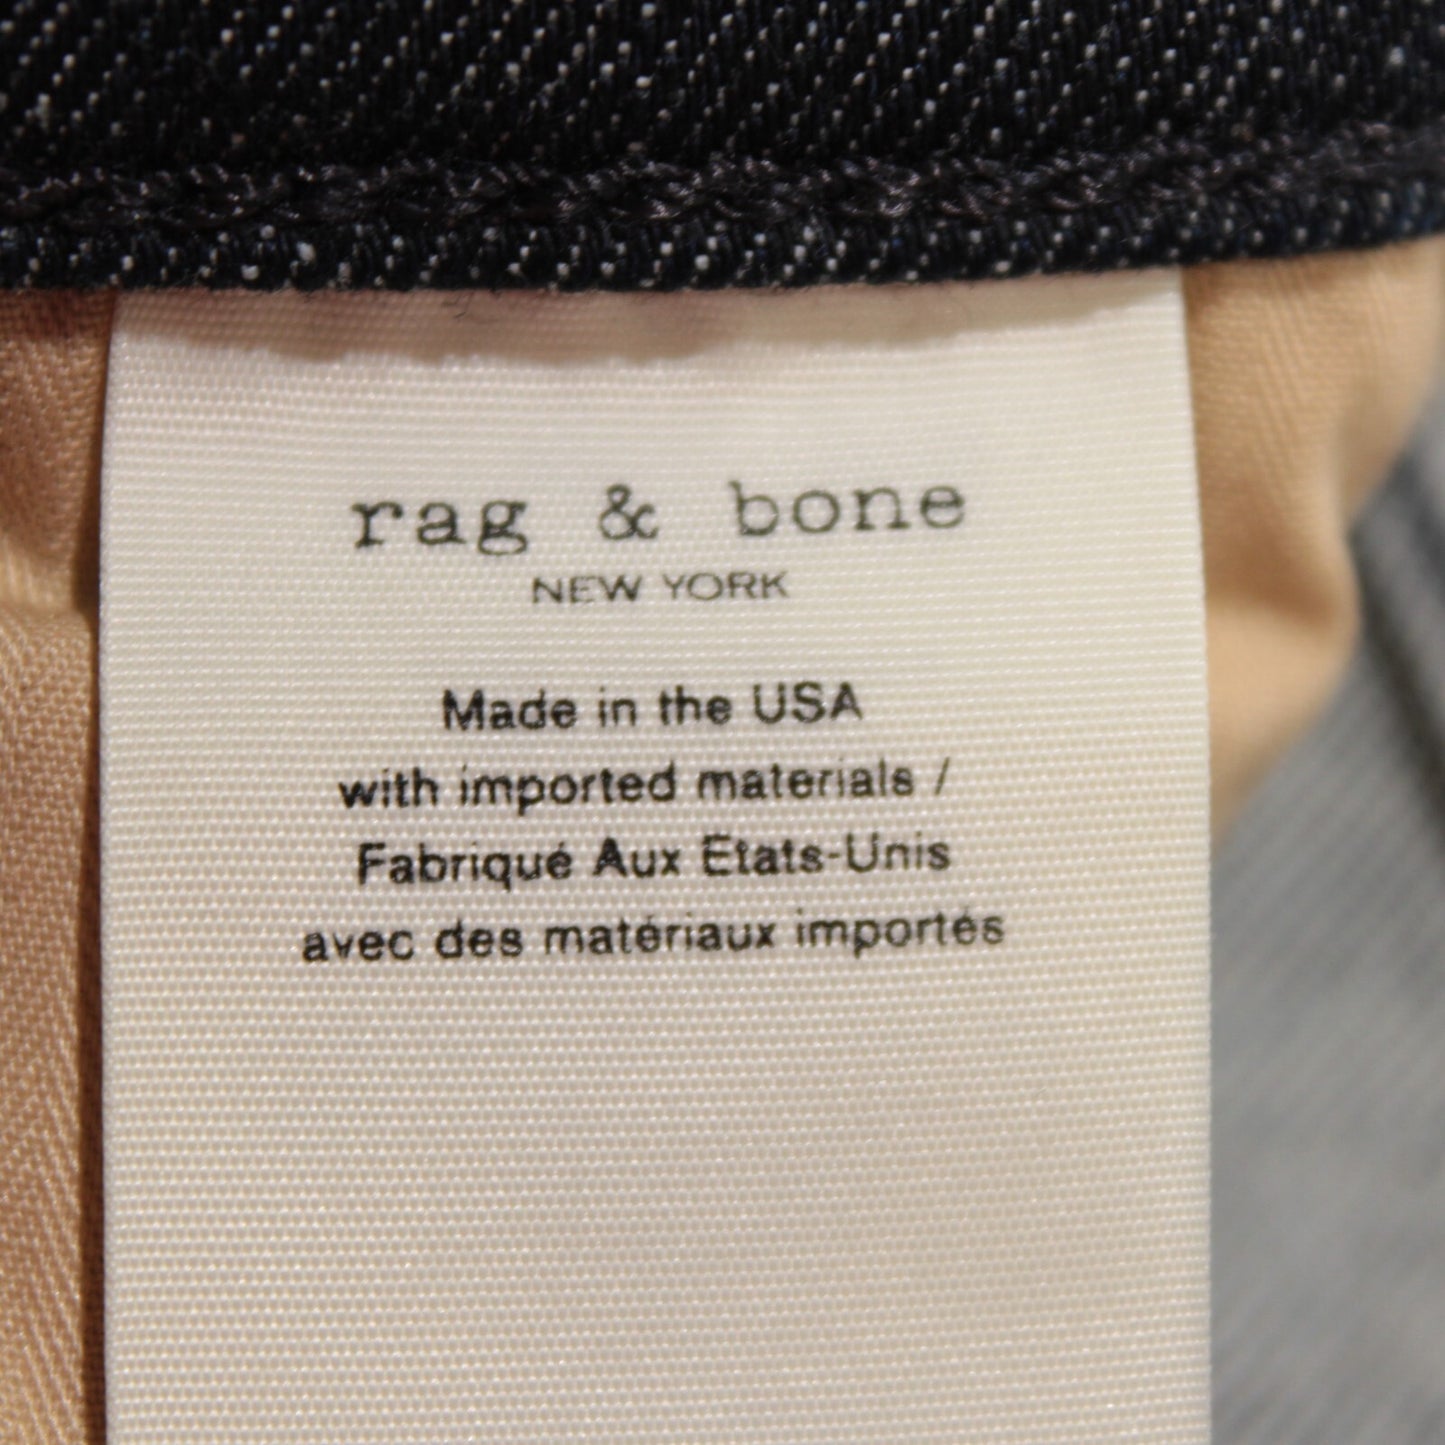 rag & bone
NEW YORK
Made in the USA
with imported materials /
Fabriqué Aux Etats-Unis
avec des matériaux importés